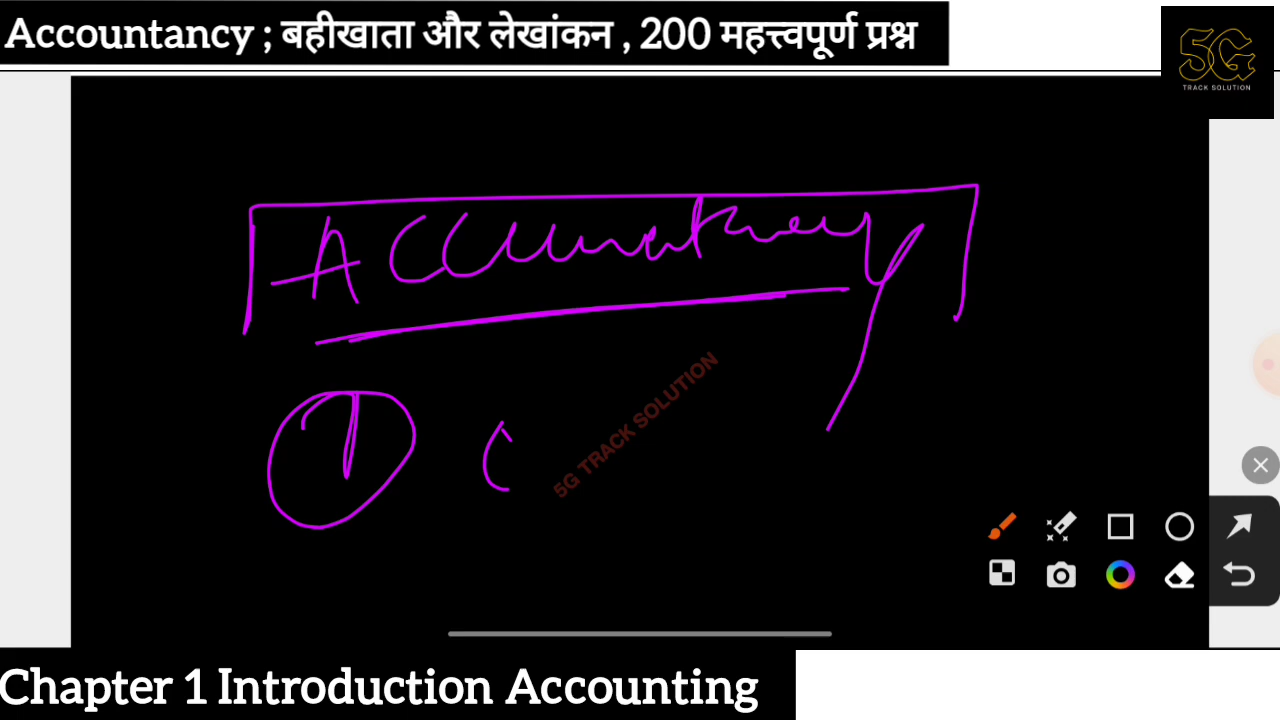 Accountancy ; बहीखाता और लेखांकन , 200 महत्त्वपूर्ण प्रश्न
5G
TRACK SOLUTION
Accountancy
1
5G TRACK SOLUTION
Chapter 1 Introduction Accounting